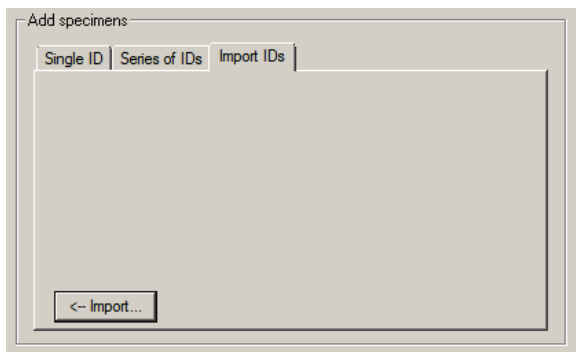 Add specimens
Single ID Series of IDs Import IDs
<-- Import...